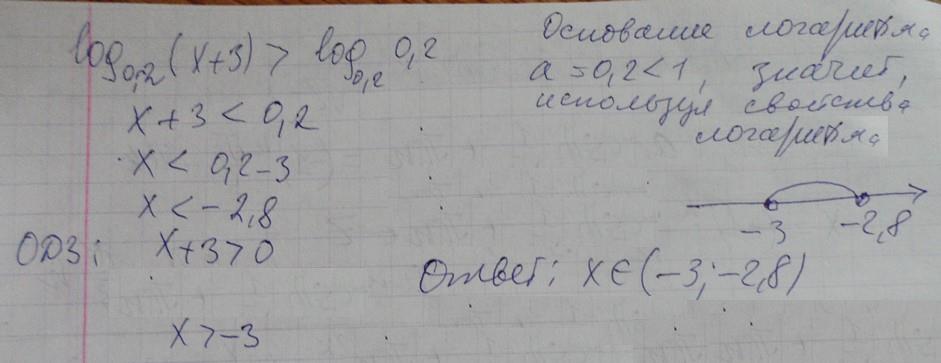 log₀,₂(x+3) > log₀,₂ 0,2
x+3 < 0,2
x < 0,2-3
x < -2,8
ОДЗ: x+3>0
x > -3
Основание логарифма
a = 0,2 < 1, значит,
используя свойства
логарифма
-3 -2,8
Ответ: x∈(-3; -2,8)